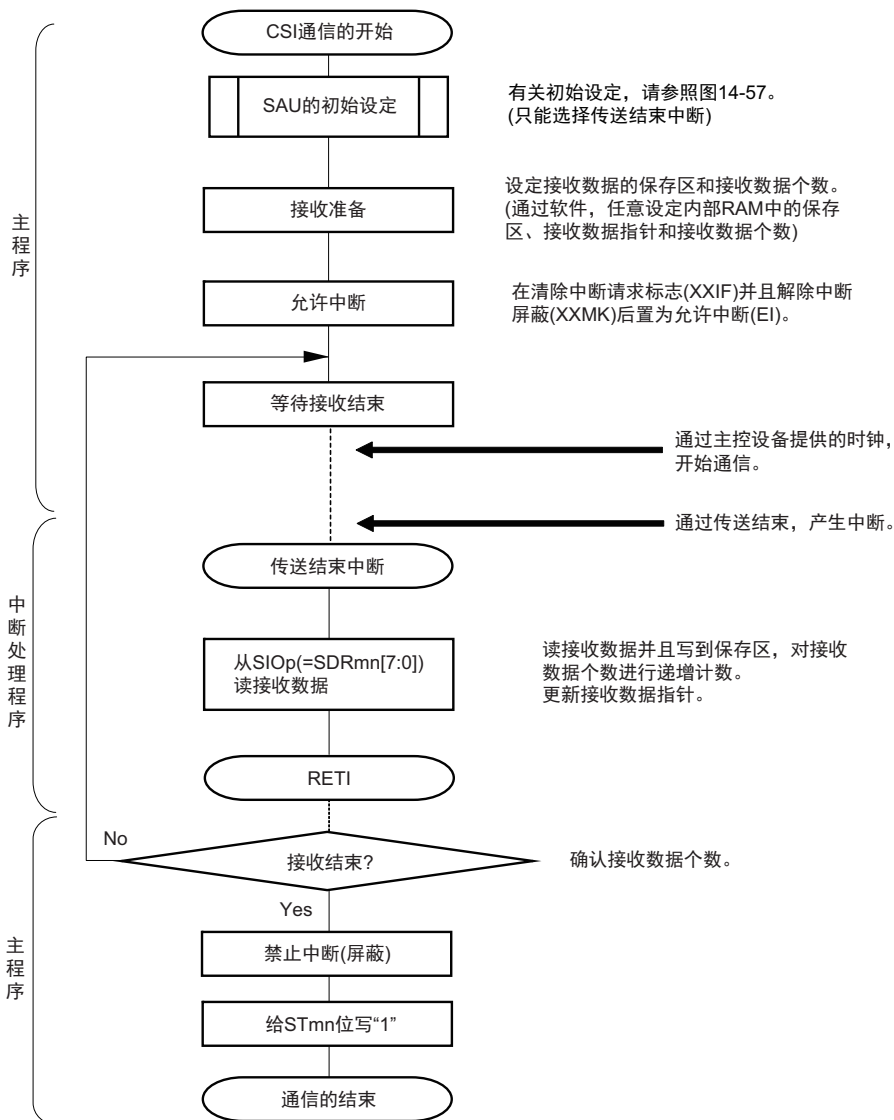 CSI通信的开始
SAU的初始设定
有关初始设定，请参照图14-57。
(只能选择传送结束中断)
主程序
接收准备
设定接收数据的保存区和接收数据个数。
(通过软件，任意设定内部RAM中的保存
区、接收数据指针和接收数据个数)
允许中断
在清除中断请求标志(XXIF)并且解除中断
屏蔽(XXMK)后置为允许中断(EI)。
等待接收结束
通过主控设备提供的时钟，
开始通信。
通过传送结束，产生中断。
传送结束中断
中断处理程序
从SIOp(=SDRmn[7:0])
读接收数据
读接收数据并且写到保存区，对接收
数据个数进行递增计数。
更新接收数据指针。
RETI
No
接收结束?
确认接收数据个数。
Yes
主程序
禁止中断(屏蔽)
给STmn位写“1”
通信的结束